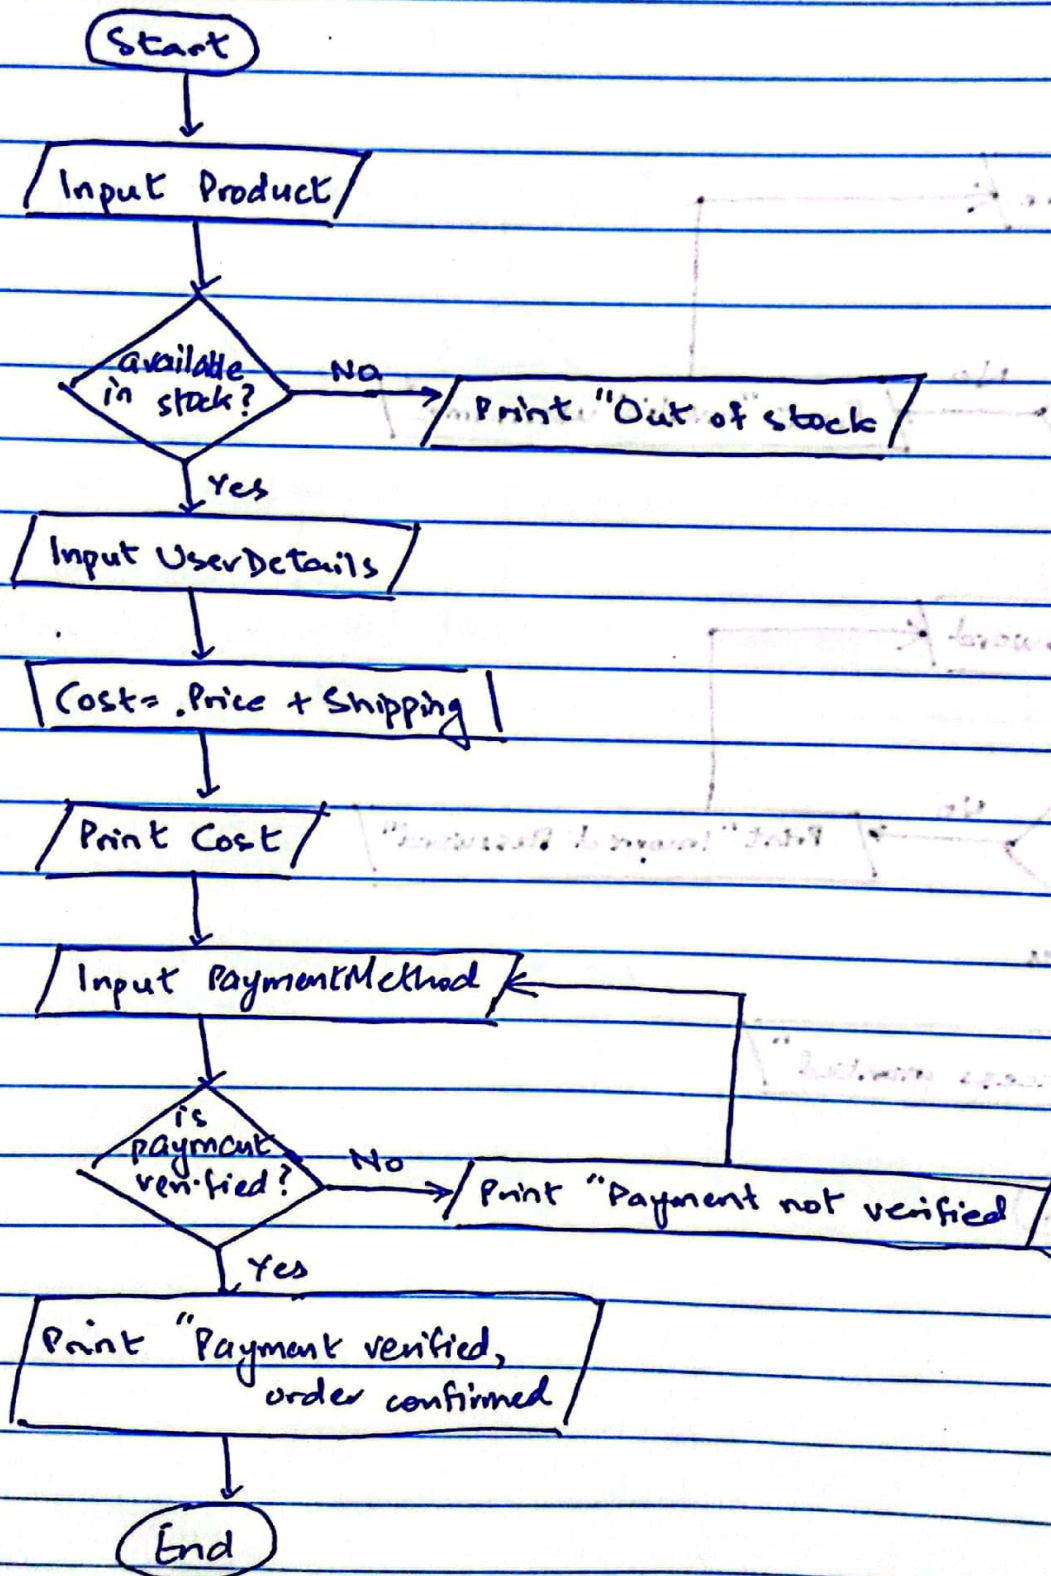 Start
Input Product
available
in stock?
No
Print "Out of stock
Yes
Input UserDetails
Cost= .Price + Shipping
Print Cost
Input PaymentMethod
is
payment
verified?
No
Print "Payment not verified
Yes
Print "Payment verified,
order confirmed
End